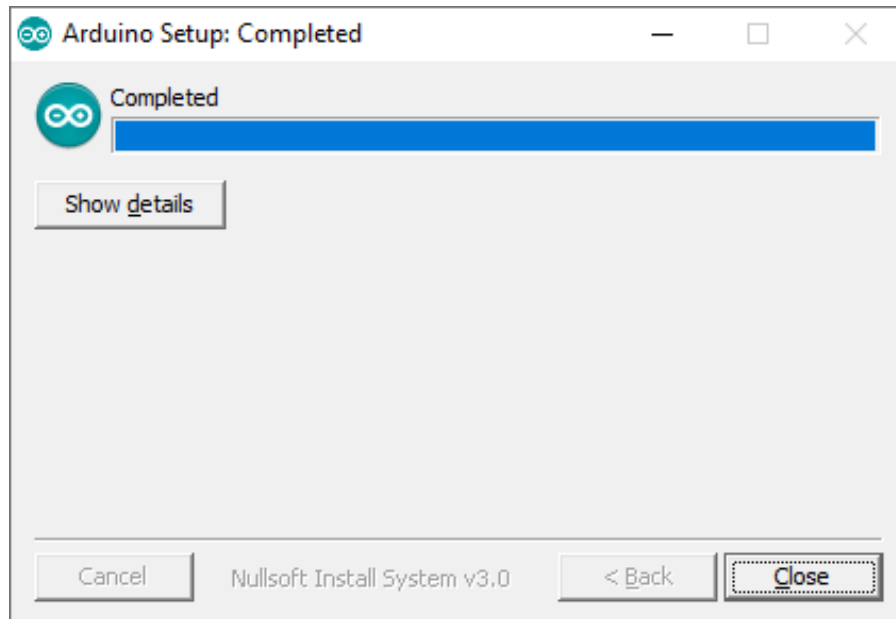 Arduino Setup: Completed
Completed
Show details
Cancel
Nullsoft Install System v3.0
< Back
Close